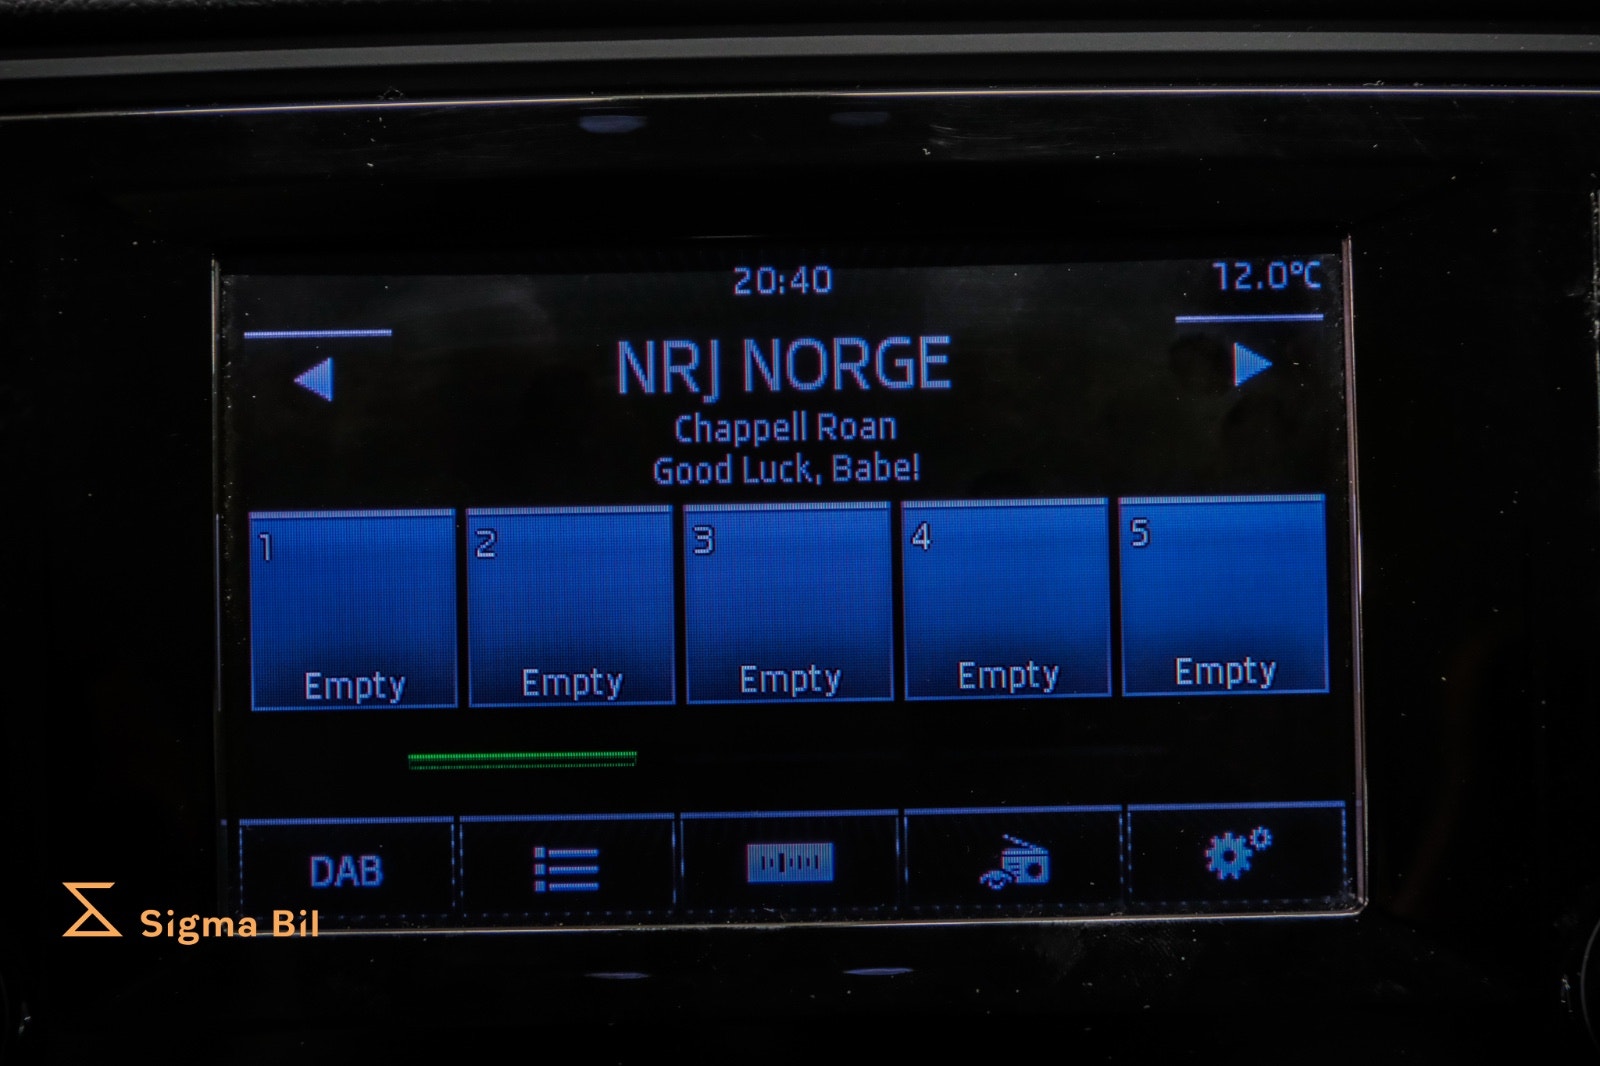 20:40
12.0°C
NRJ NORGE
Chappell Roan
Good Luck, Babe!
1
2
3
4
5
Empty
Empty
Empty
Empty
Empty
DAB
Sigma Bil